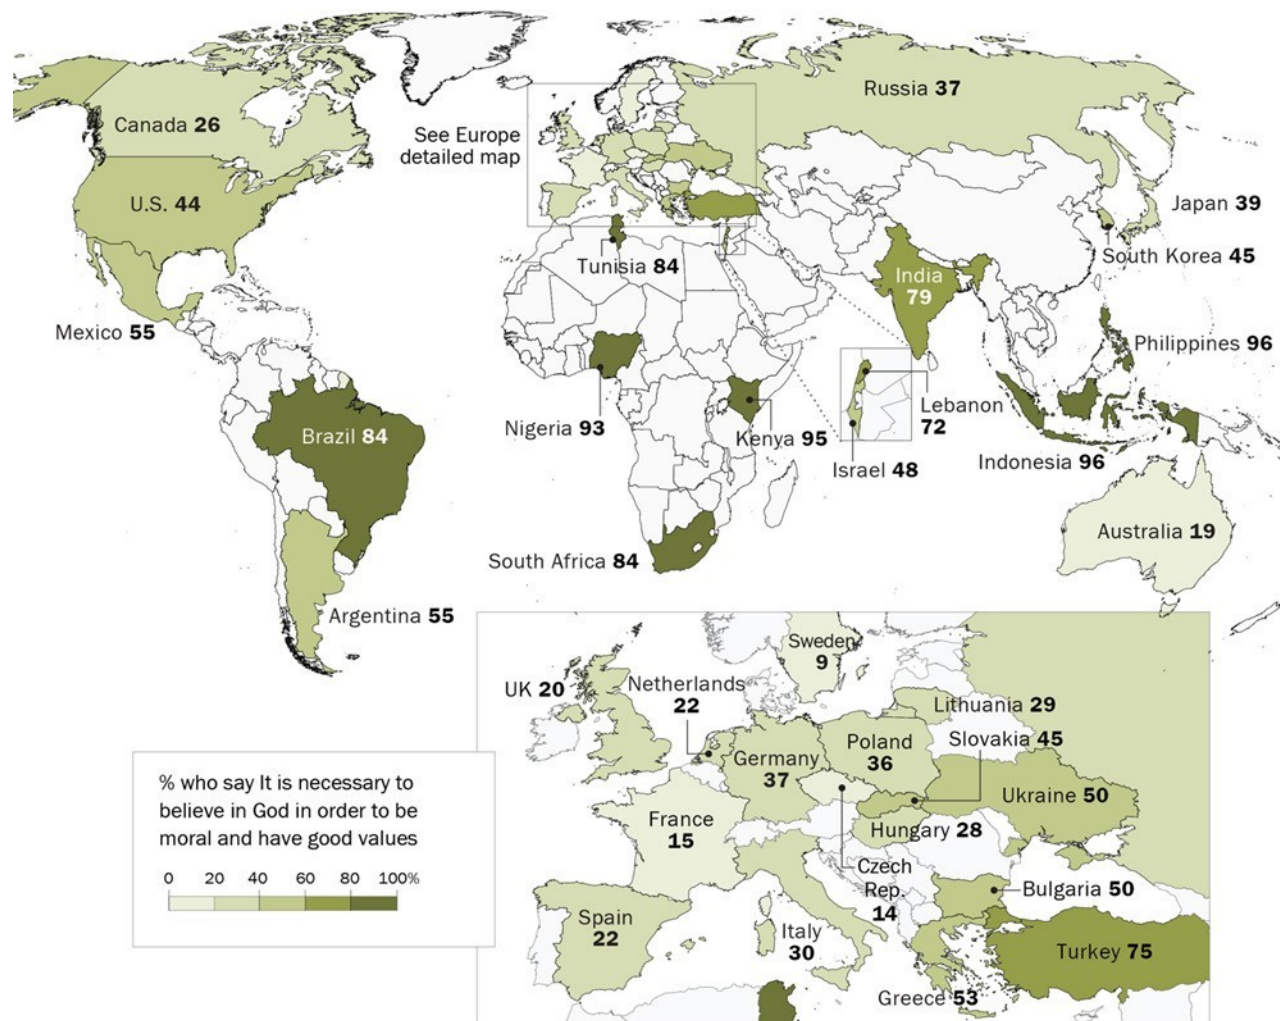 Russia 37
Canada 26
See Europe
detailed map
U.S. 44
Japan 39
South Korea 45
Tunisia 84
India
79
Mexico 55
Philippines 96
Lebanon
72
Nigeria 93
Kenya 95
Brazil 84
Indonesia 96
Israel 48
Australia 19
South Africa 84
Argentina 55
Sweden
9
UK 20
Netherlands
22
Lithuania 29
Slovakia 45
Poland
36
Germany
37
Ukraine 50
France
15
Hungary 28
Czech
Rep.
14
Bulgaria 50
Spain
22
Italy
30
Turkey 75
Greece 53
% who say It is necessary to
believe in God in order to be
moral and have good values
0 20 40 60 80 100%